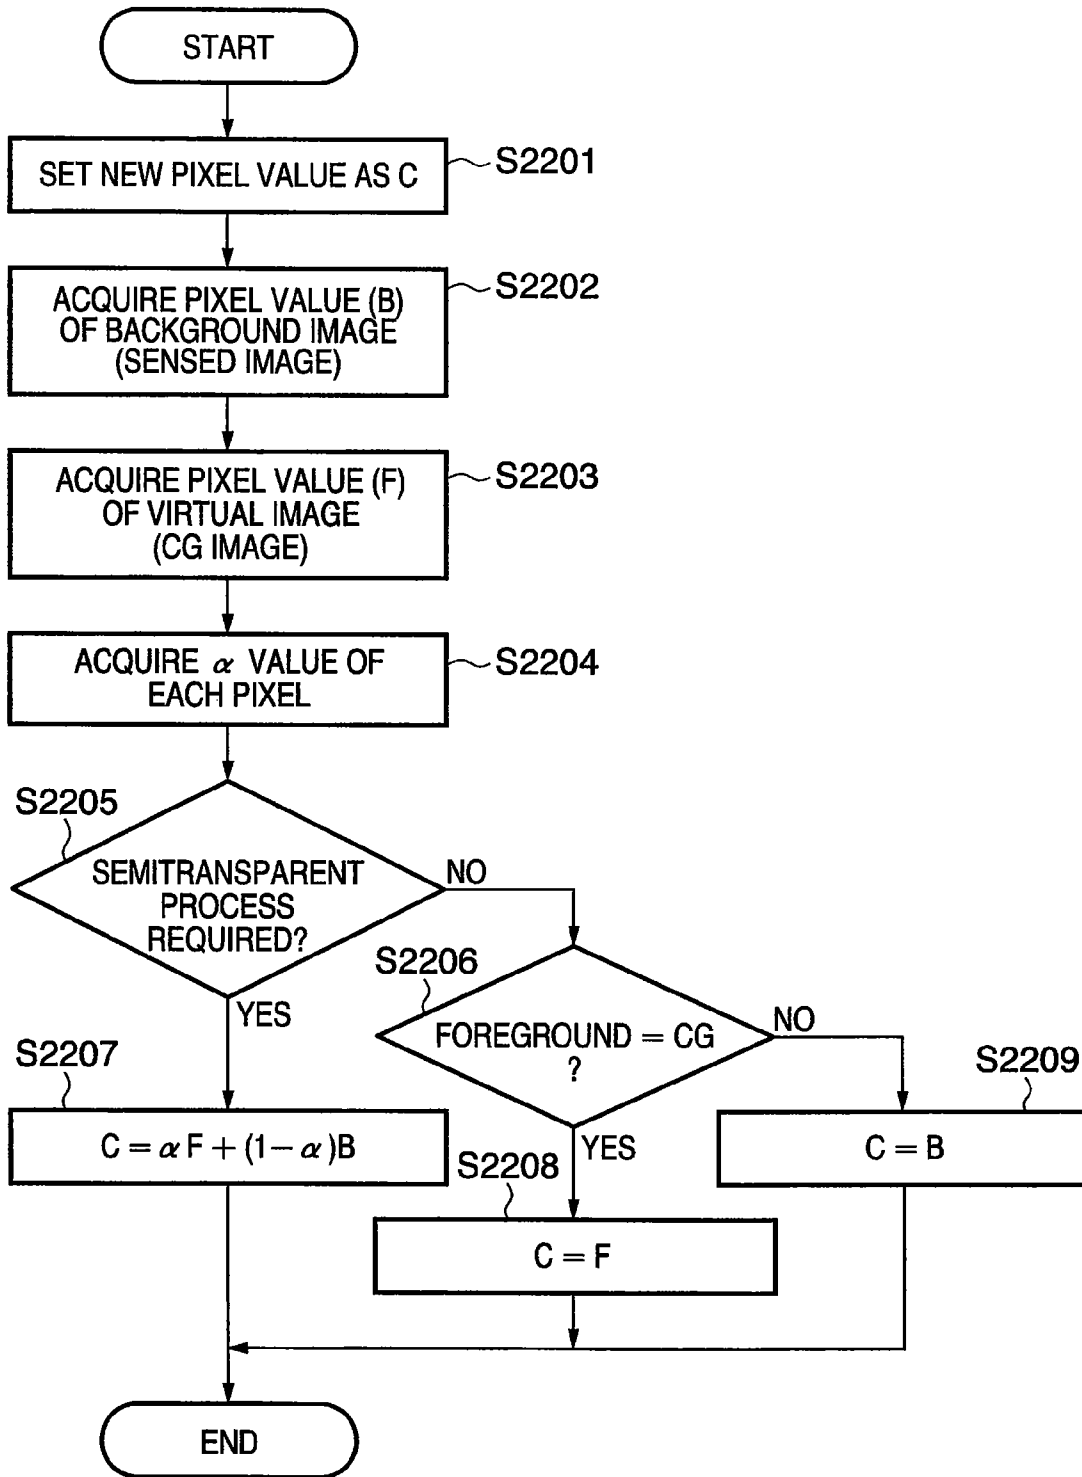 START
SET NEW PIXEL VALUE AS C
S2201
ACQUIRE PIXEL VALUE (B)
OF BACKGROUND IMAGE
(SENSED IMAGE)
S2202
ACQUIRE PIXEL VALUE (F)
OF VIRTUAL IMAGE
(CG IMAGE)
S2203
ACQUIRE α VALUE OF
EACH PIXEL
S2204
S2205
SEMITRANSPARENT
PROCESS
REQUIRED?
NO
YES
S2206
FOREGROUND = CG
?
NO
YES
S2207
C = α F + (1 − α)B
S2208
C = F
S2209
C = B
END